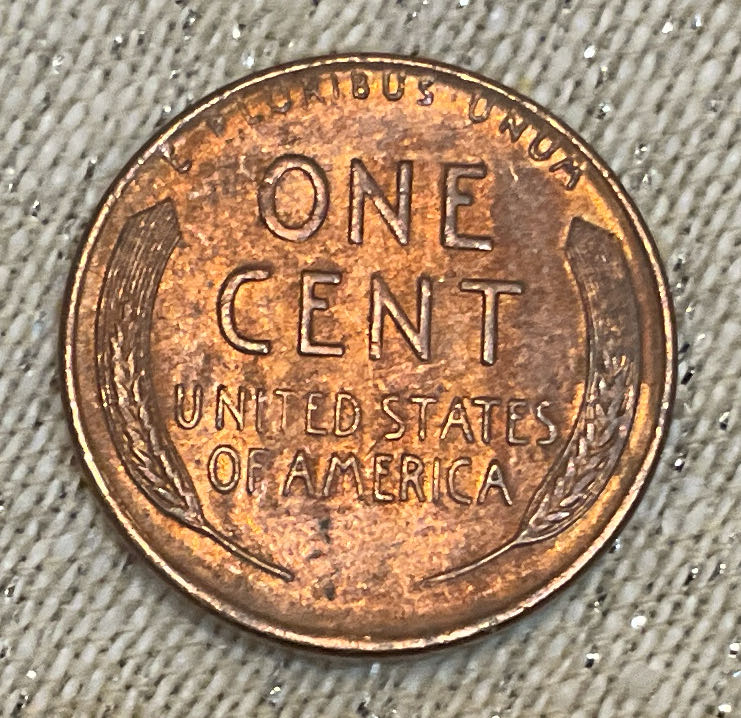 E PLURIBUS UNUM
ONE
CENT
UNITED STATES
OF AMERICA